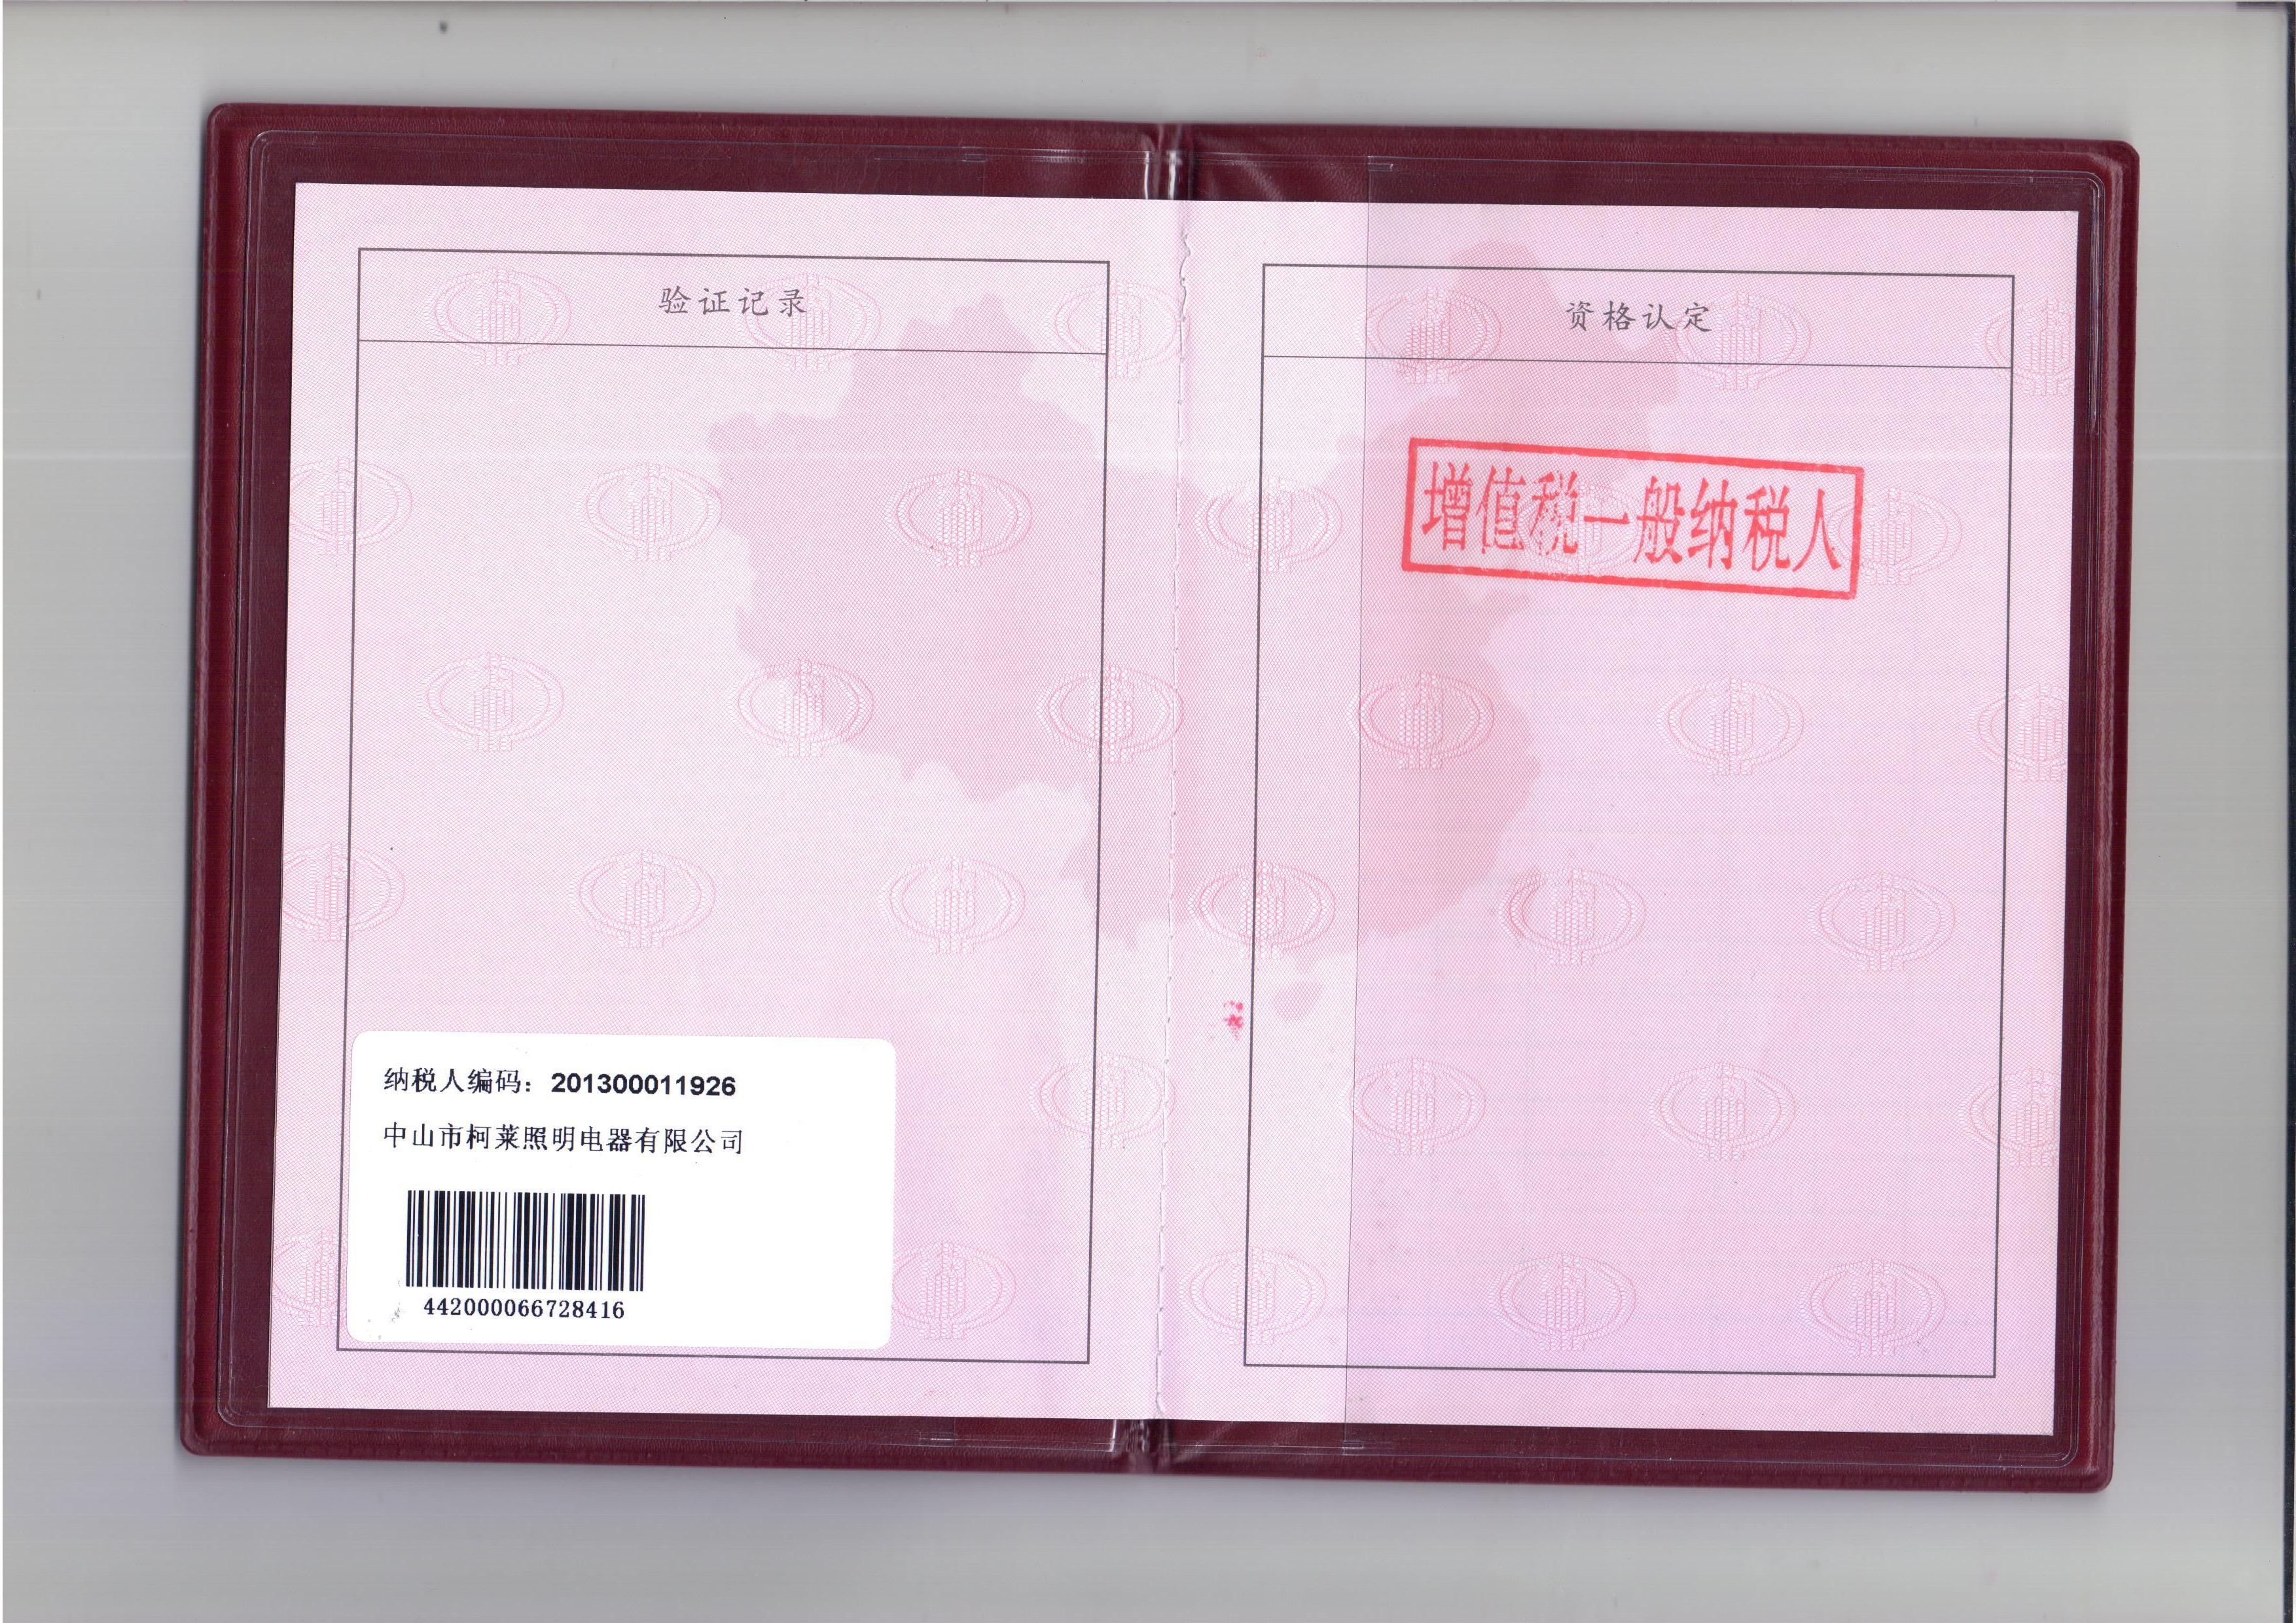 验证记录
纳税人编码：201300011926
中山市柯莱照明电器有限公司
442000066728416
资格认定
增值税一般纳税人